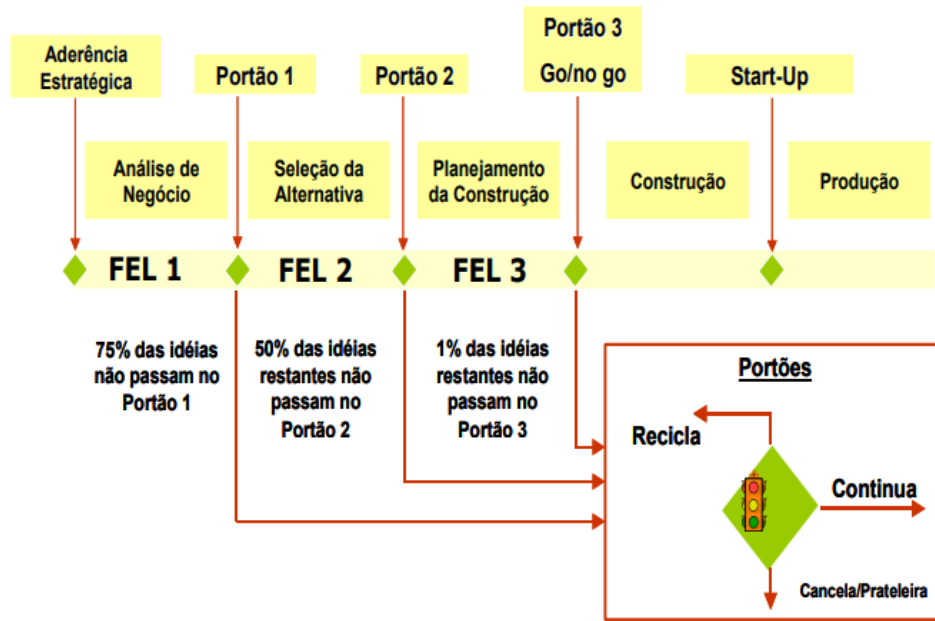 Aderência
Estratégica
Portão 1
Portão 2
Portão 3
Go/no go
Start-Up
Análise de
Negócio
Seleção da
Alternativa
Planejamento
da Construção
Construção
Produção
FEL 1
FEL 2
FEL 3
75% das idéias
não passam no
Portão 1
50% das idéias
restantes não
passam no
Portão 2
1% das idéias
restantes não
passam no
Portão 3
Portões
Recicla
Continua
Cancela/Prateleira